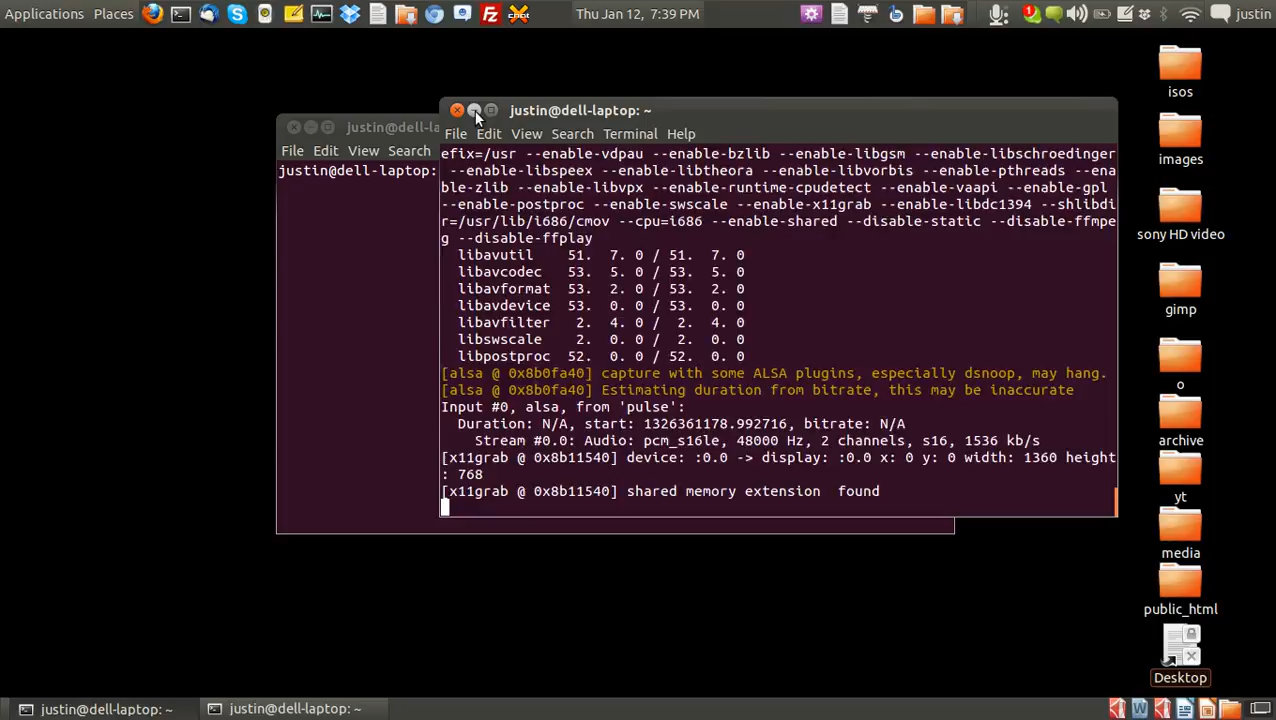 Applications Places
Thu Jan 12, 7:39 PM
1
justin
justin@dell-l
File Edit View Search
justin@dell-laptop:
justin@dell-laptop: ~
File Edit View Search Terminal Help
efix=/usr --enable-vdpau --enable-bzlib --enable-libgsm --enable-libschroedinger
--enable-libspeex --enable-libtheora --enable-libvorbis --enable-pthreads --ena
ble-zlib --enable-libvpx --enable-runtime-cpudetect --enable-vaapi --enable-gpl
--enable-postproc --enable-swscale --enable-x11grab --enable-libdc1394 --shlibdi
r=/usr/lib/i686/cmov --cpu=i686 --enable-shared --disable-static --disable-ffmpe
g --disable-ffplay
libavutil 51. 7. 0 / 51. 7. 0
libavcodec 53. 5. 0 / 53. 5. 0
libavformat 53. 2. 0 / 53. 2. 0
libavdevice 53. 0. 0 / 53. 0. 0
libavfilter 2. 4. 0 / 2. 4. 0
libswscale 2. 0. 0 / 2. 0. 0
libpostproc 52. 0. 0 / 52. 0. 0
[alsa @ 0x8b0fa40] capture with some ALSA plugins, especially dsnoop, may hang.
[alsa @ 0x8b0fa40] Estimating duration from bitrate, this may be inaccurate
Input #0, alsa, from 'pulse':
Duration: N/A, start: 1326361178.992716, bitrate: N/A
Stream #0.0: Audio: pcm_s16le, 48000 Hz, 2 channels, s16, 1536 kb/s
[x11grab @ 0x8b11540] device: :0.0 -> display: :0.0 x: 0 y: 0 width: 1360 height
: 768
[x11grab @ 0x8b11540] shared memory extension found
isos
images
sony HD video
gimp
o
archive
yt
media
public_html
Desktop
justin@dell-laptop: ~
justin@dell-laptop: ~